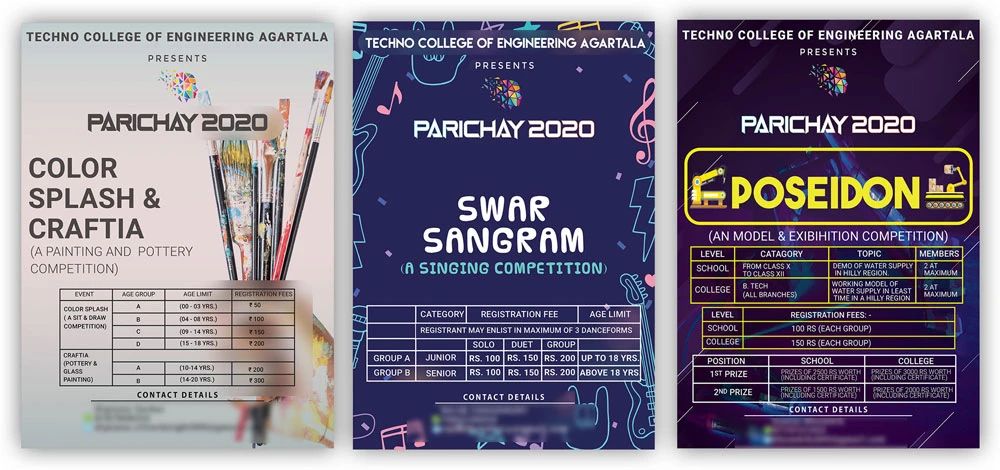 TECHNO COLLEGE OF ENGINEERING AGARTALA
PRESENTS
PARICHAY 2020
COLOR
SPLASH &
CRAFTIA
(A PAINTING AND POTTERY
COMPETITION)
EVENT AGE GROUP AGE LIMIT REGISTRATION FEES
COLOR SPLASH
( A SIT & DRAW
COMPETITION)
A (00 - 03 YRS.) ₹ 50
B (04 - 08 YRS.) ₹ 100
C (09 - 14 YRS.) ₹ 150
D (15 - 18 YRS.) ₹ 200
CRAFTIA
(POTTERY &
GLASS
PAINTING)
A (10-14 YRS.) ₹ 200
B (14-20 YRS.) ₹ 300
CONTACT DETAILS
TECHNO COLLEGE OF ENGINEERING AGARTALA
PRESENTS
PARICHAY 2020
SWAR
SANGRAM
(A SINGING COMPETITION)
CATEGORY REGISTRATION FEE AGE LIMIT
REGISTRANT MAY ENLIST IN MAXIMUM OF 3 DANCEFORMS
SOLO DUET GROUP
GROUP A JUNIOR RS. 100 RS. 150 RS. 200 UP TO 18 YRS.
GROUP B SENIOR RS. 100 RS. 150 RS. 200 ABOVE 18 YRS.
CONTACT DETAILS
TECHNO COLLEGE OF ENGINEERING AGARTALA
PRESENTS
PARICHAY 2020
POSEIDON
(AN MODEL & EXIBIHITION COMPETITION)
LEVEL CATAGORY TOPIC MEMBERS
SCHOOL FROM CLASS X
TO CLASS XII
DEMO OF WATER SUPPLY
IN HILLY REGION.
2 AT
MAXIMUM
COLLEGE B. TECH
(ALL BRANCHES)
WORKING MODEL OF
WATER SUPPLY IN LEAST
TIME IN A HILLY REGION
2 AT
MAXIMUM
LEVEL REGISTRATION FEES: -
SCHOOL 100 RS (EACH GROUP)
COLLEGE 150 RS (EACH GROUP)
POSITION SCHOOL COLLEGE
1ST PRIZE PRIZES OF 2500 RS WORTH
(INCLUDING CERTIFICATE)
PRIZES OF 3000 RS WORTH
(INCLUDING CERTIFICATE)
2ND PRIZE PRIZES OF 1500 RS WORTH
(INCLUDING CERTIFICATE)
PRIZES OF 2000 RS WORTH
(INCLUDING CERTIFICATE)
CONTACT DETAILS